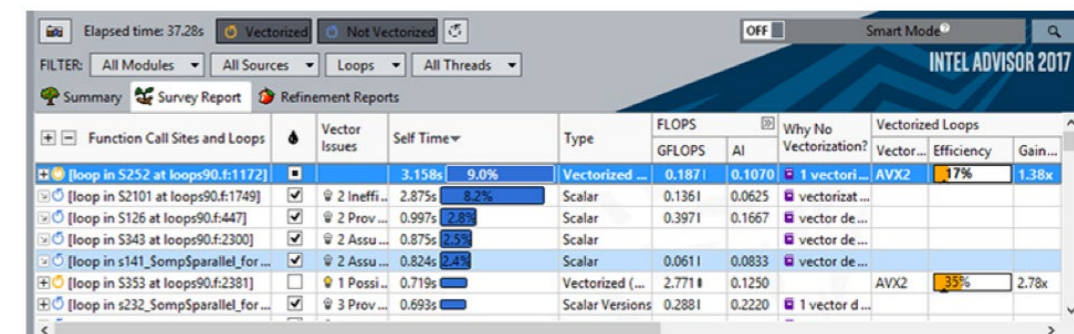 Elapsed time: 37.28s Vectorized Not Vectorized OFF Smart Mode?
FILTER: All Modules All Sources Loops All Threads INTEL ADVISOR 2017
Summary Survey Report Refinement Reports
Function Call Sites and Loops Vector Issues Self Time Type FLOPS Why No Vectorization? Vectorized Loops
GFLOPS AI Vector... Efficiency Gain...
[loop in S252 at loops90.f:1172] 3.158s 9.0% Vectorized ... 0.187 0.1070 1 vectori... AVX2 17% 1.38x
[loop in S2101 at loops90.f:1749] 2 Ineffi... 2.875s 8.2% Scalar 0.136 0.0625 vectorizat...
[loop in S126 at loops90.f:447] 2 Prov... 0.997s 2.8% Scalar 0.397 0.1667 vector de...
[loop in S343 at loops90.f:2300] 2 Assu... 0.875s 2.5% Scalar vector de...
[loop in s141_$omp$parallel_for... 2 Assu... 0.824s 2.4% Scalar 0.061 0.0833 vector de...
[loop in S353 at loops90.f:2381] 1 Possi... 0.719s Vectorized (... 2.771 0.1250 AVX2 35% 2.78x
[loop in s232_$omp$parallel_for... 3 Prov... 0.693s Scalar Versions 0.288 0.2220 1 vector d...